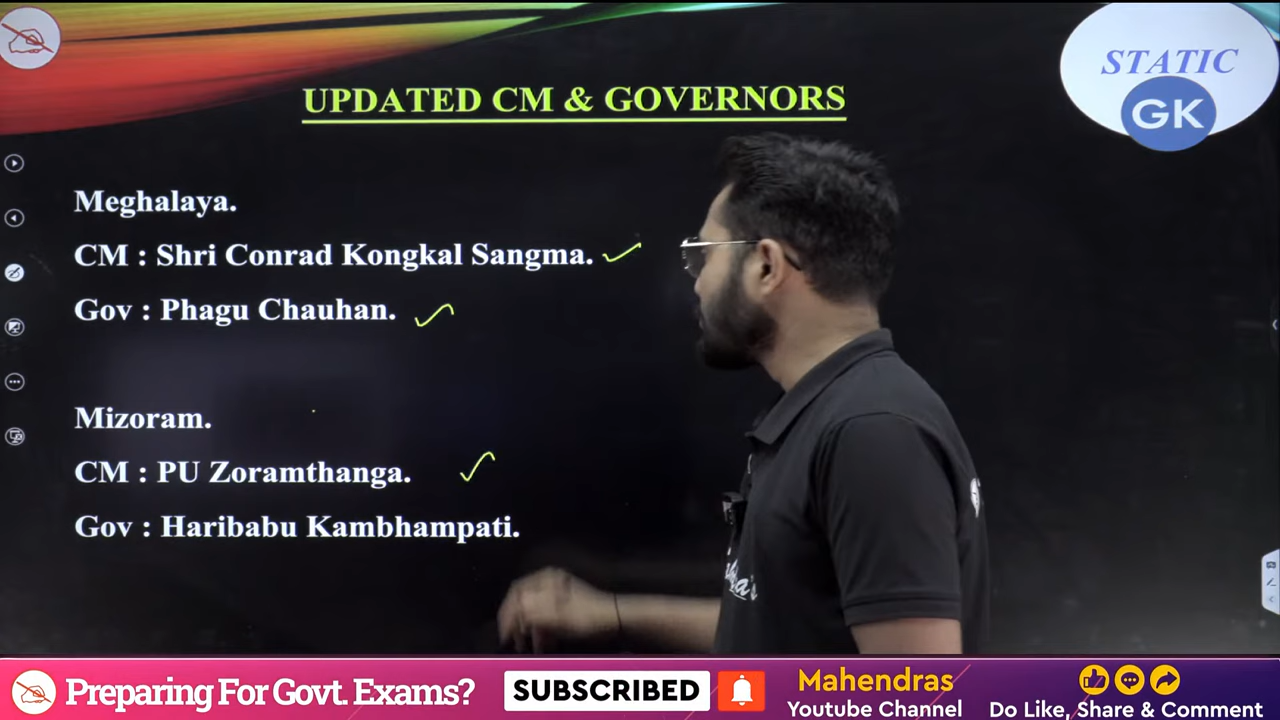 STATIC
GK
UPDATED CM & GOVERNORS
Meghalaya.
CM : Shri Conrad Kongkal Sangma.
Gov : Phagu Chauhan.
Mizoram.
CM : PU Zoramthanga.
Gov : Haribabu Kambhampati.
Preparing For Govt. Exams?
SUBSCRIBED
Mahendras
Youtube Channel
Do Like, Share & Comment